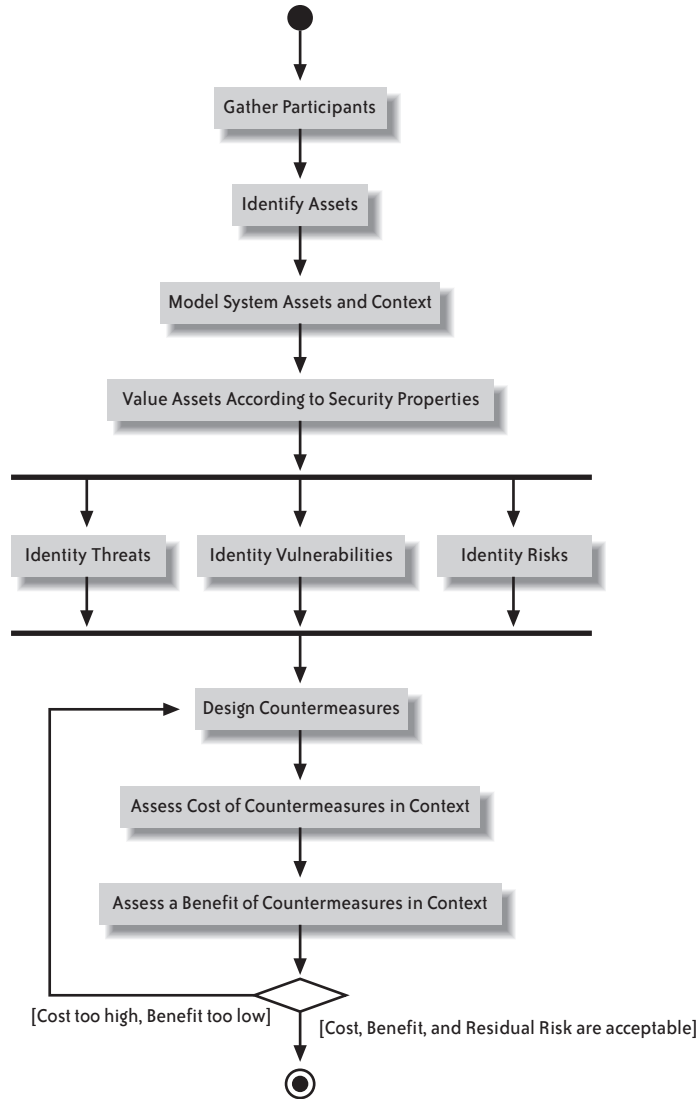 Gather Participants
Identify Assets
Model System Assets and Context
Value Assets According to Security Properties
Identity Threats
Identity Vulnerabilities
Identity Risks
Design Countermeasures
Assess Cost of Countermeasures in Context
Assess a Benefit of Countermeasures in Context
[Cost too high, Benefit too low]
[Cost, Benefit, and Residual Risk are acceptable]